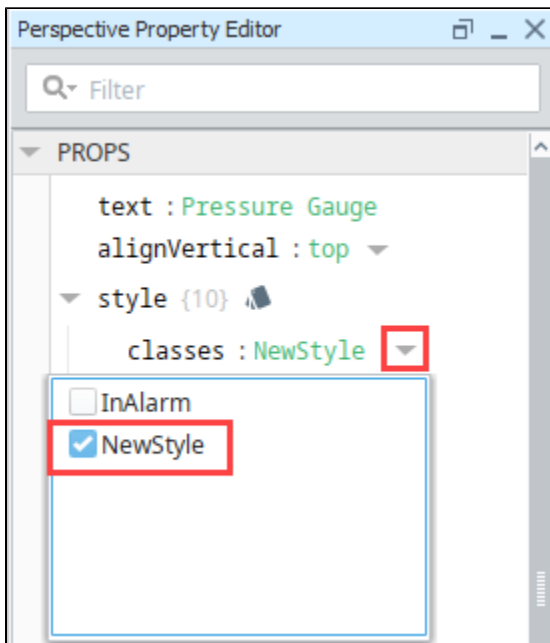 Perspective Property Editor
Filter
PROPS
text : Pressure Gauge
alignVertical : top
style {10}
classes : NewStyle
InAlarm
NewStyle